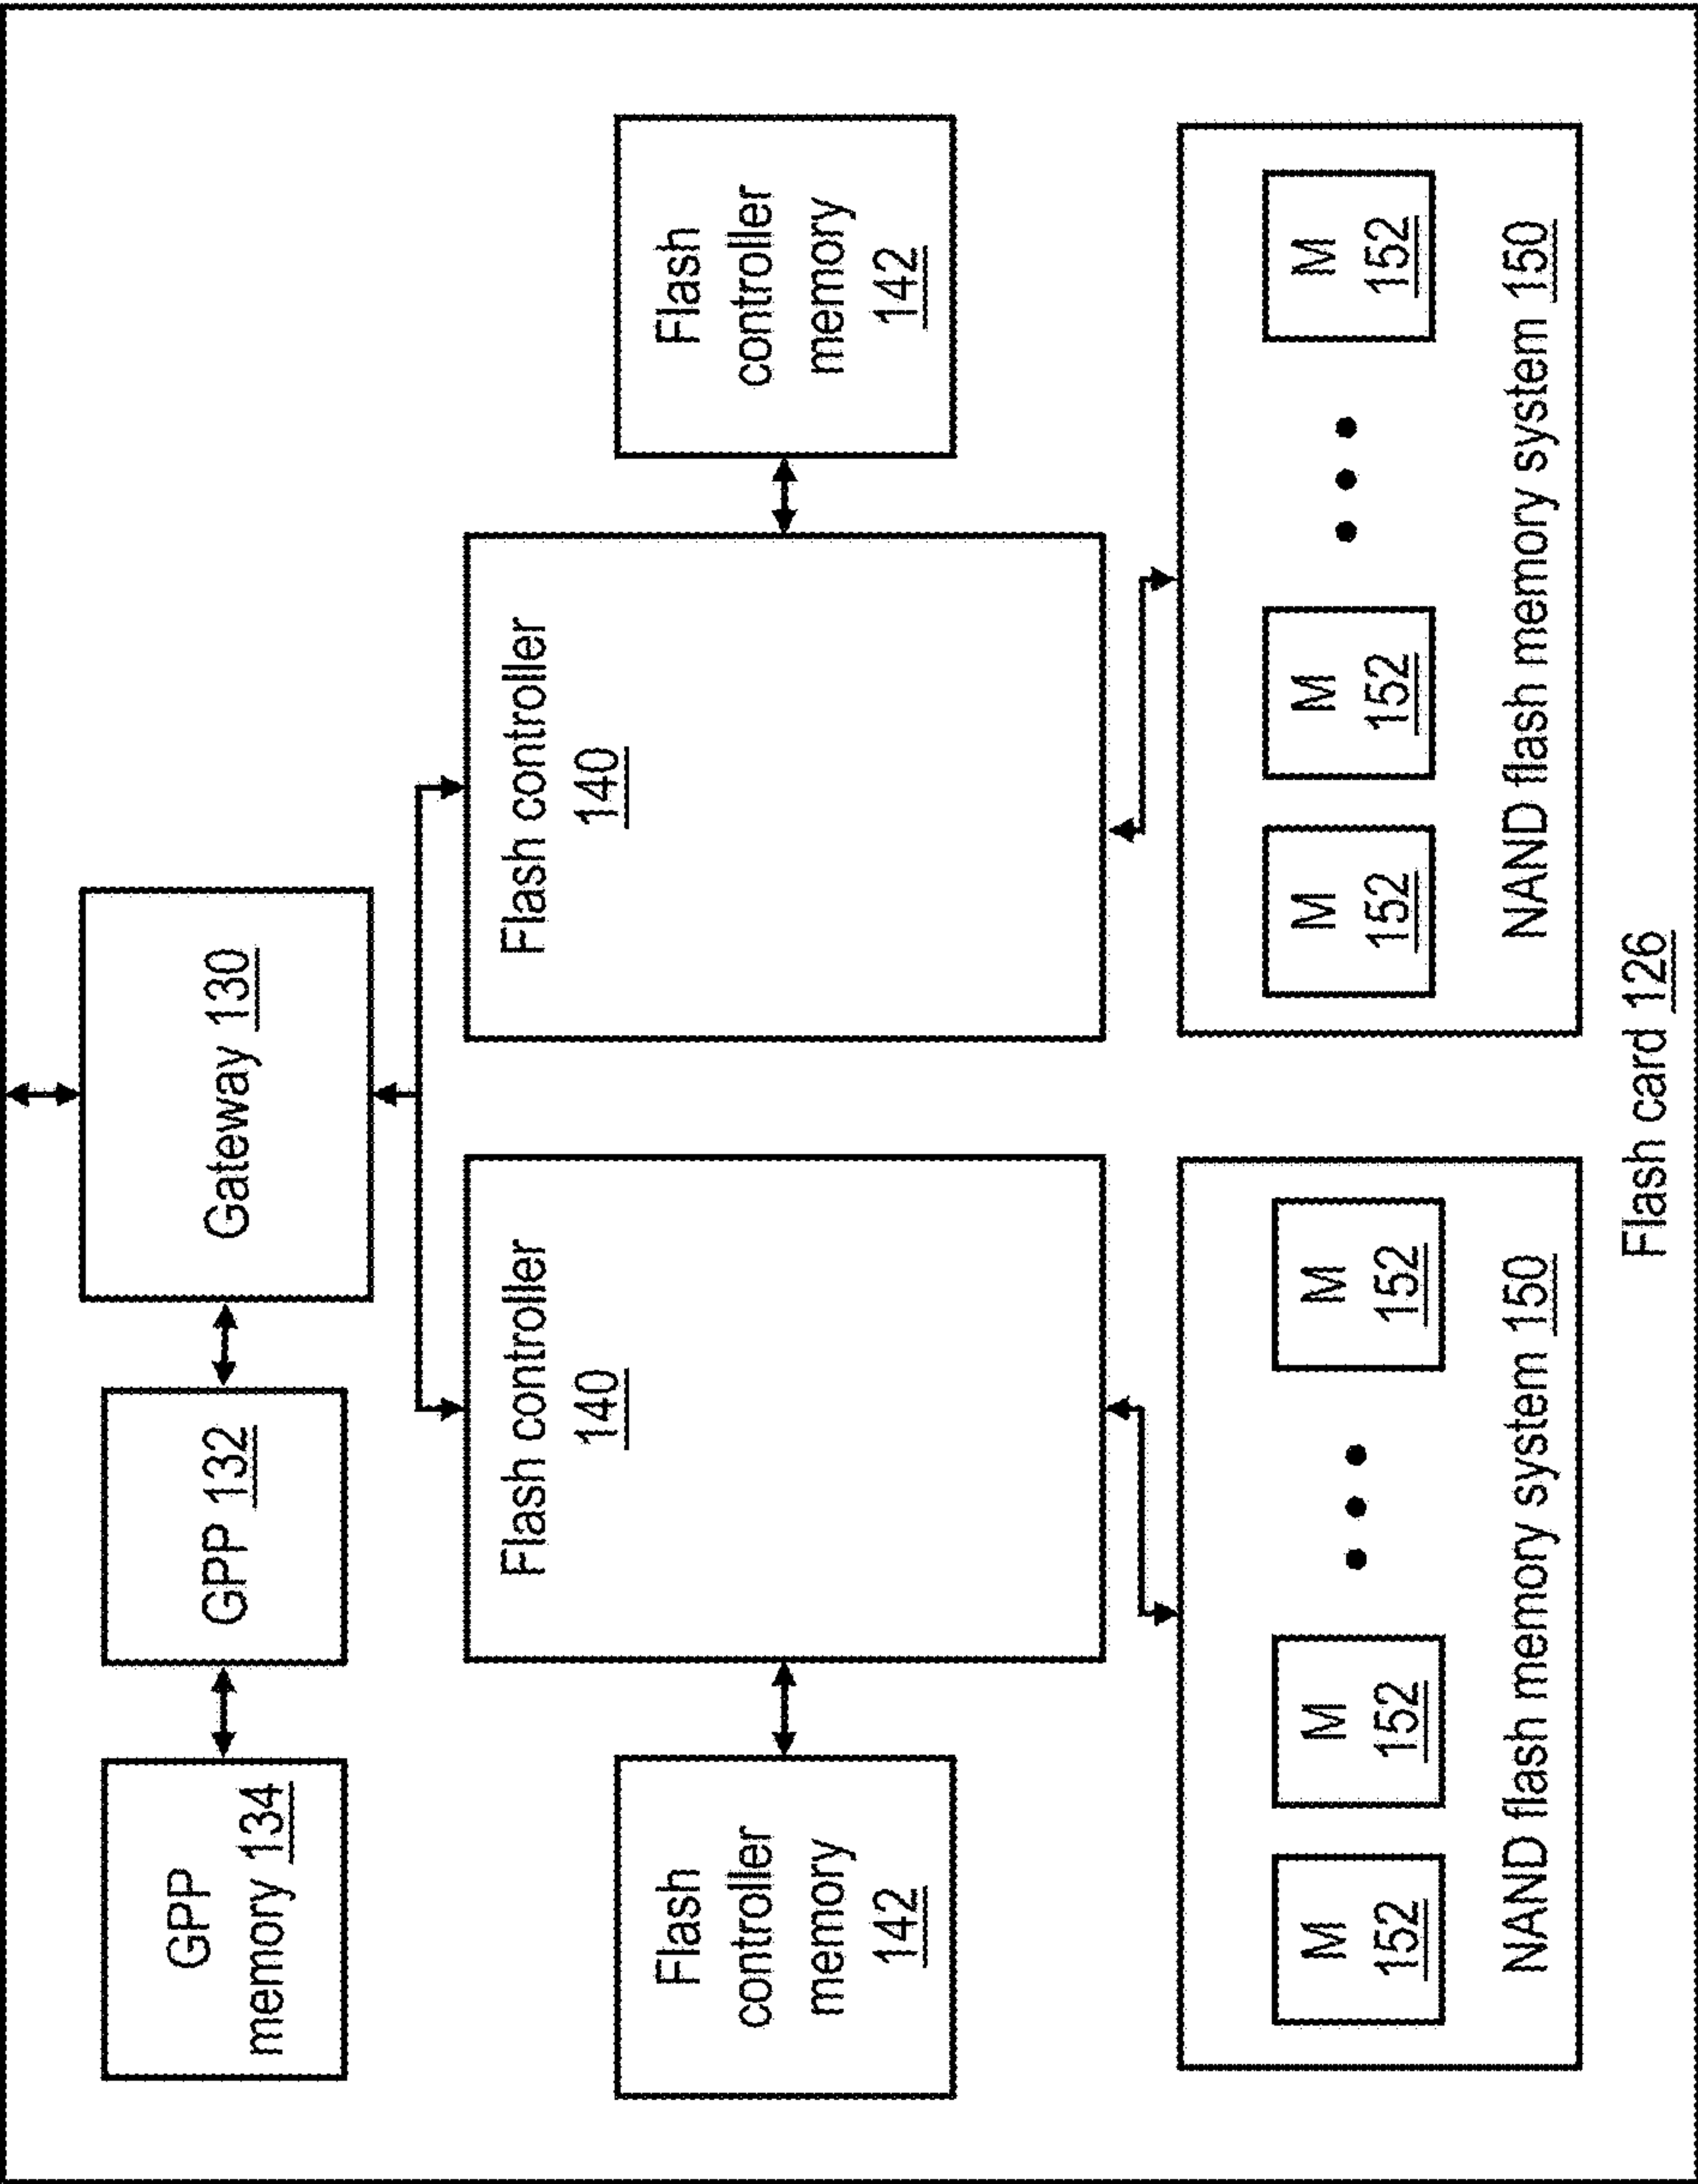 GPP
memory 134
GPP 132
Gateway 130
Flash
controller
memory
142
Flash controller
140
Flash controller
140
Flash
controller
memory
142
M
152
M
152
M
152
NAND flash memory system 150
M
152
M
152
M
152
NAND flash memory system 150
Flash card 126